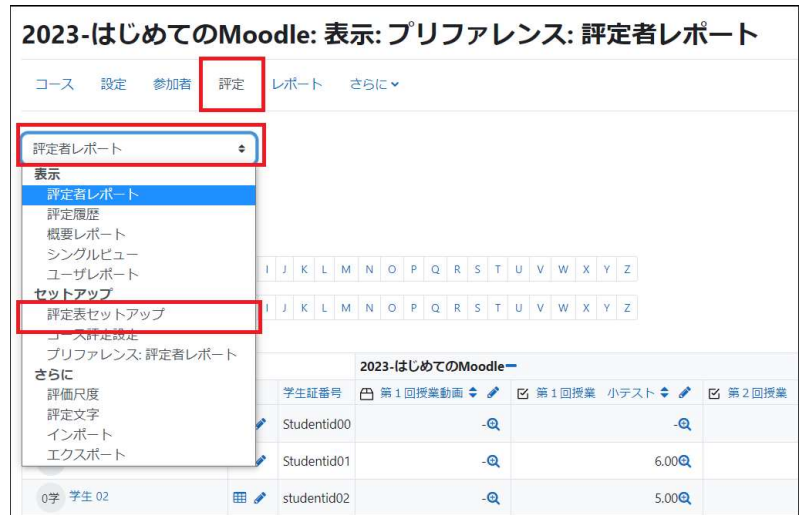 2023-はじめてのMoodle: 表示: プリファレンス: 評定者レポート
コース 設定 参加者 評定 レポート さらに
評定者レポート
表示
評定者レポート
評定履歴
概要レポート
シングルビュー
ユーザレポート
I J K L M N O P Q R S T U V W X Y Z
セットアップ
評定表セットアップ
I J K L M N O P Q R S T U V W X Y Z
コース評定設定
プリファレンス: 評定者レポート
2023-はじめてのMoodle
さらに
評価尺度
学生証番号 第1回授業動画 第1回授業 小テスト 第2回授業
評定文字
インポート
Studentid00 - -
エクスポート
Studentid01 - 6.00
0学 学生 02 studentid02 - 5.00